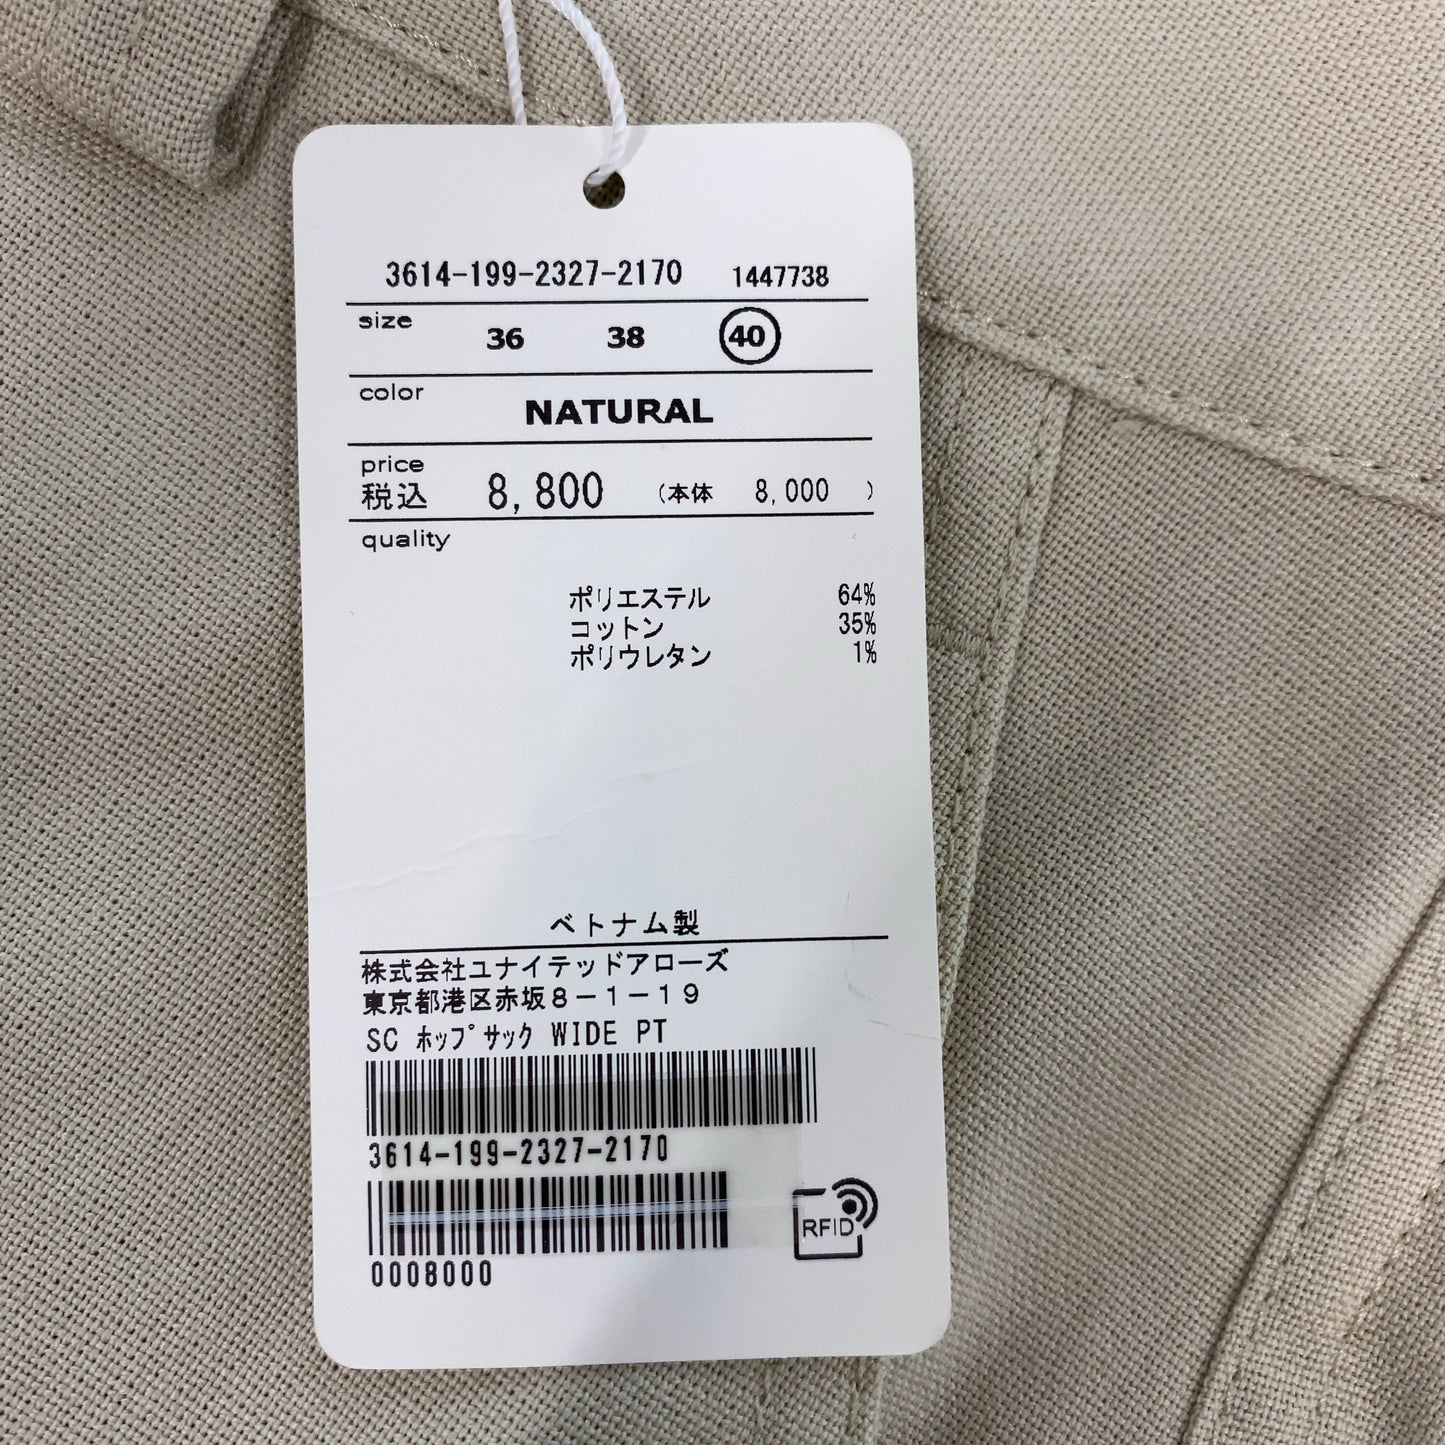 3614-199-2327-2170 1447738
size 36 38 40
color NATURAL
price
税込 8,800 (本体 8,000 )
quality
ポリエステル 64%
コットン 35%
ポリウレタン 1%
ベトナム製
株式会社ユナイテッドアローズ
東京都港区赤坂8-1-19
SC ﾎｯﾌﾟｻｯｸ WIDE PT
3614-199-2327-2170
RFID
0008000